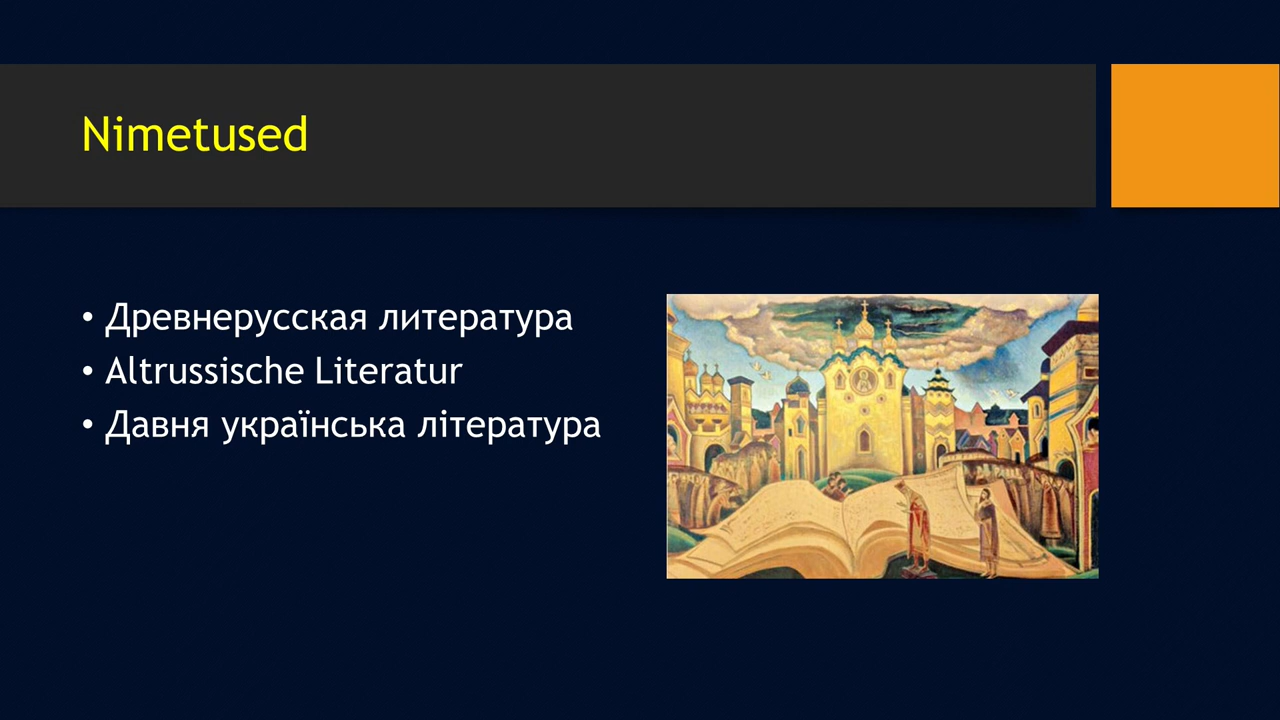 Nimetused
• Древнерусская литература
• Altrussische Literatur
• Давня українська література